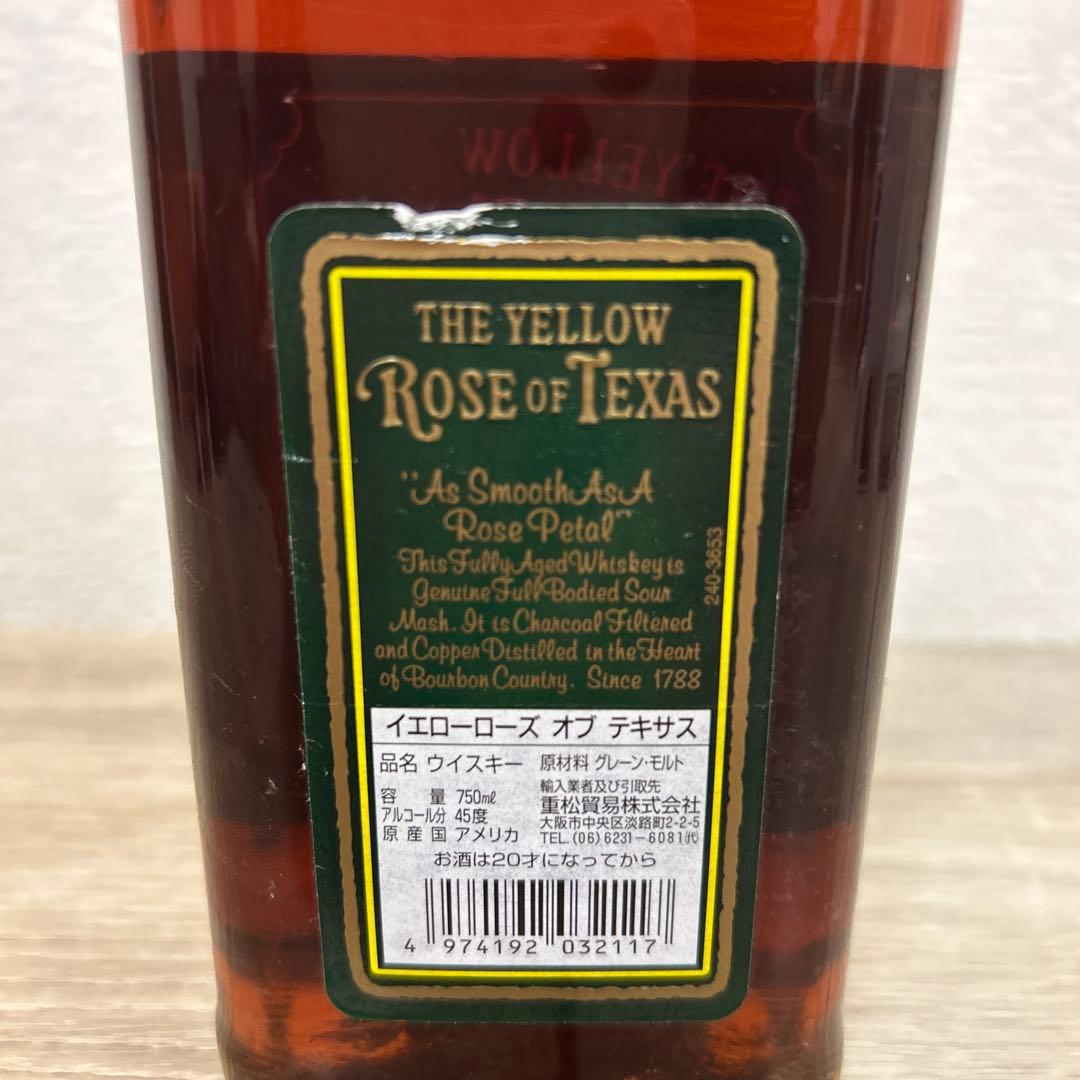 THE YELLOW
THE YELLOW
ROSE OF TEXAS
"As Smooth As A
Rose Petal"
This Fully Aged Whiskey is
Genuine Full Bodied Sour
Mash. It is Charcoal Filtered
and Copper Distilled in the Heart
of Bourbon Country. Since 1788
240-3653
イエローローズ オブ テキサス
品名 ウイスキー 原材料 グレーン・モルト
容量 750㎖ 輸入業者及び引取先
アルコール分 45度 重松貿易株式会社
原産国 アメリカ 大阪市中央区淡路町2-2-5
TEL.(06)6231-6081㈹
お酒は20才になってから
4 974192 032117